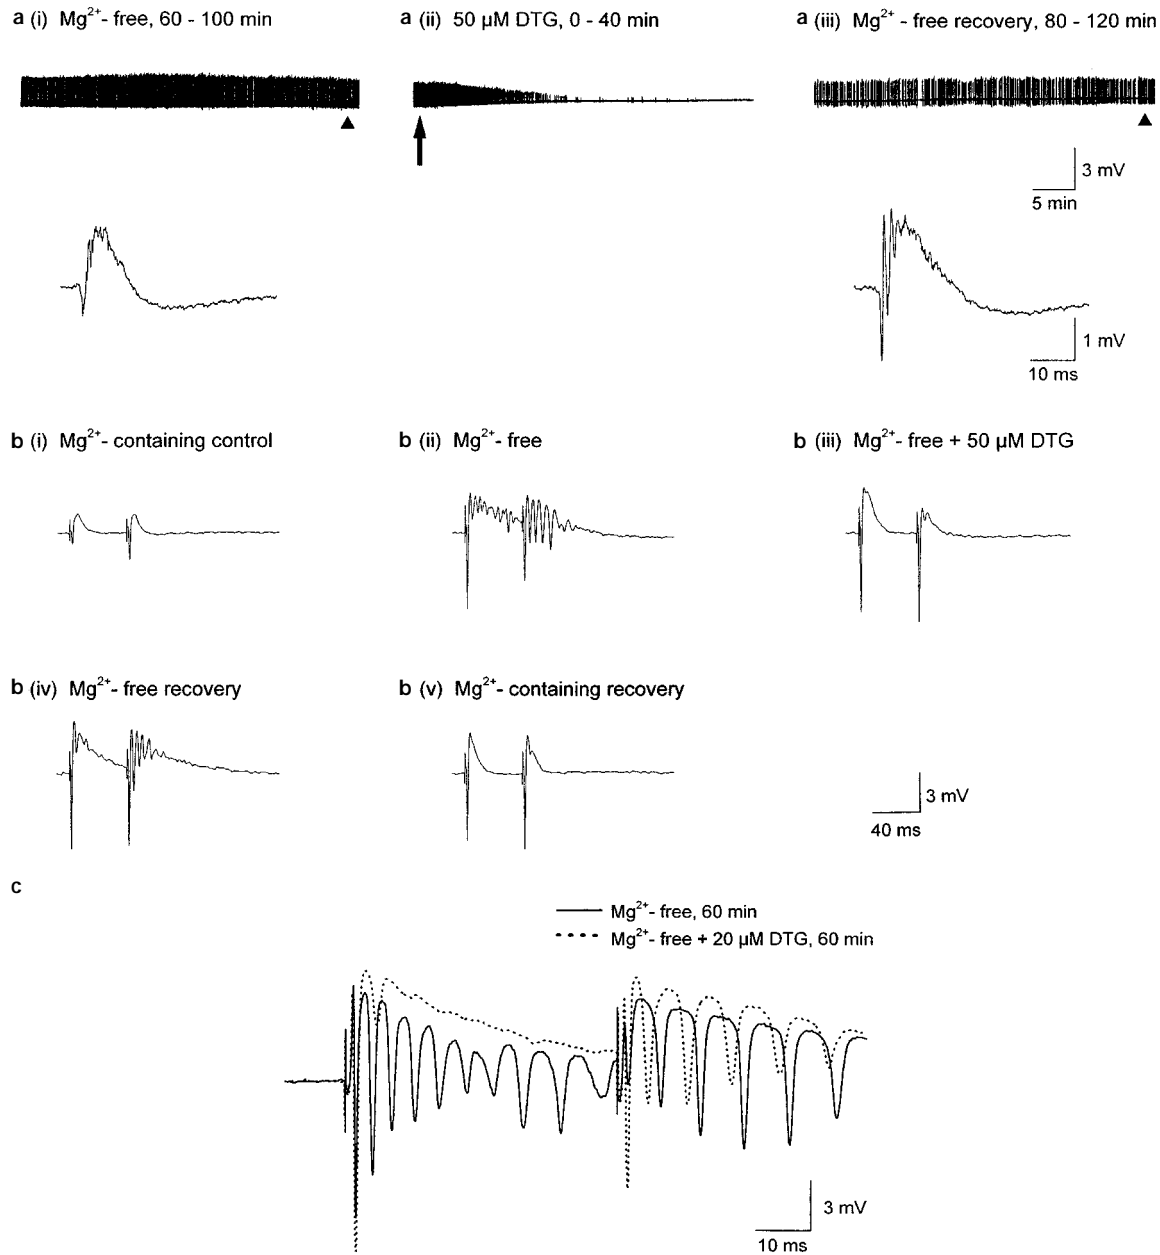 a (i) Mg²⁺- free, 60 - 100 min
a (ii) 50 µM DTG, 0 - 40 min
a (iii) Mg²⁺ - free recovery, 80 - 120 min
3 mV
5 min
1 mV
10 ms
b (i) Mg²⁺- containing control
b (ii) Mg²⁺- free
b (iii) Mg²⁺- free + 50 µM DTG
b (iv) Mg²⁺- free recovery
b (v) Mg²⁺- containing recovery
3 mV
40 ms
c
Mg²⁺- free, 60 min
Mg²⁺- free + 20 µM DTG, 60 min
3 mV
10 ms